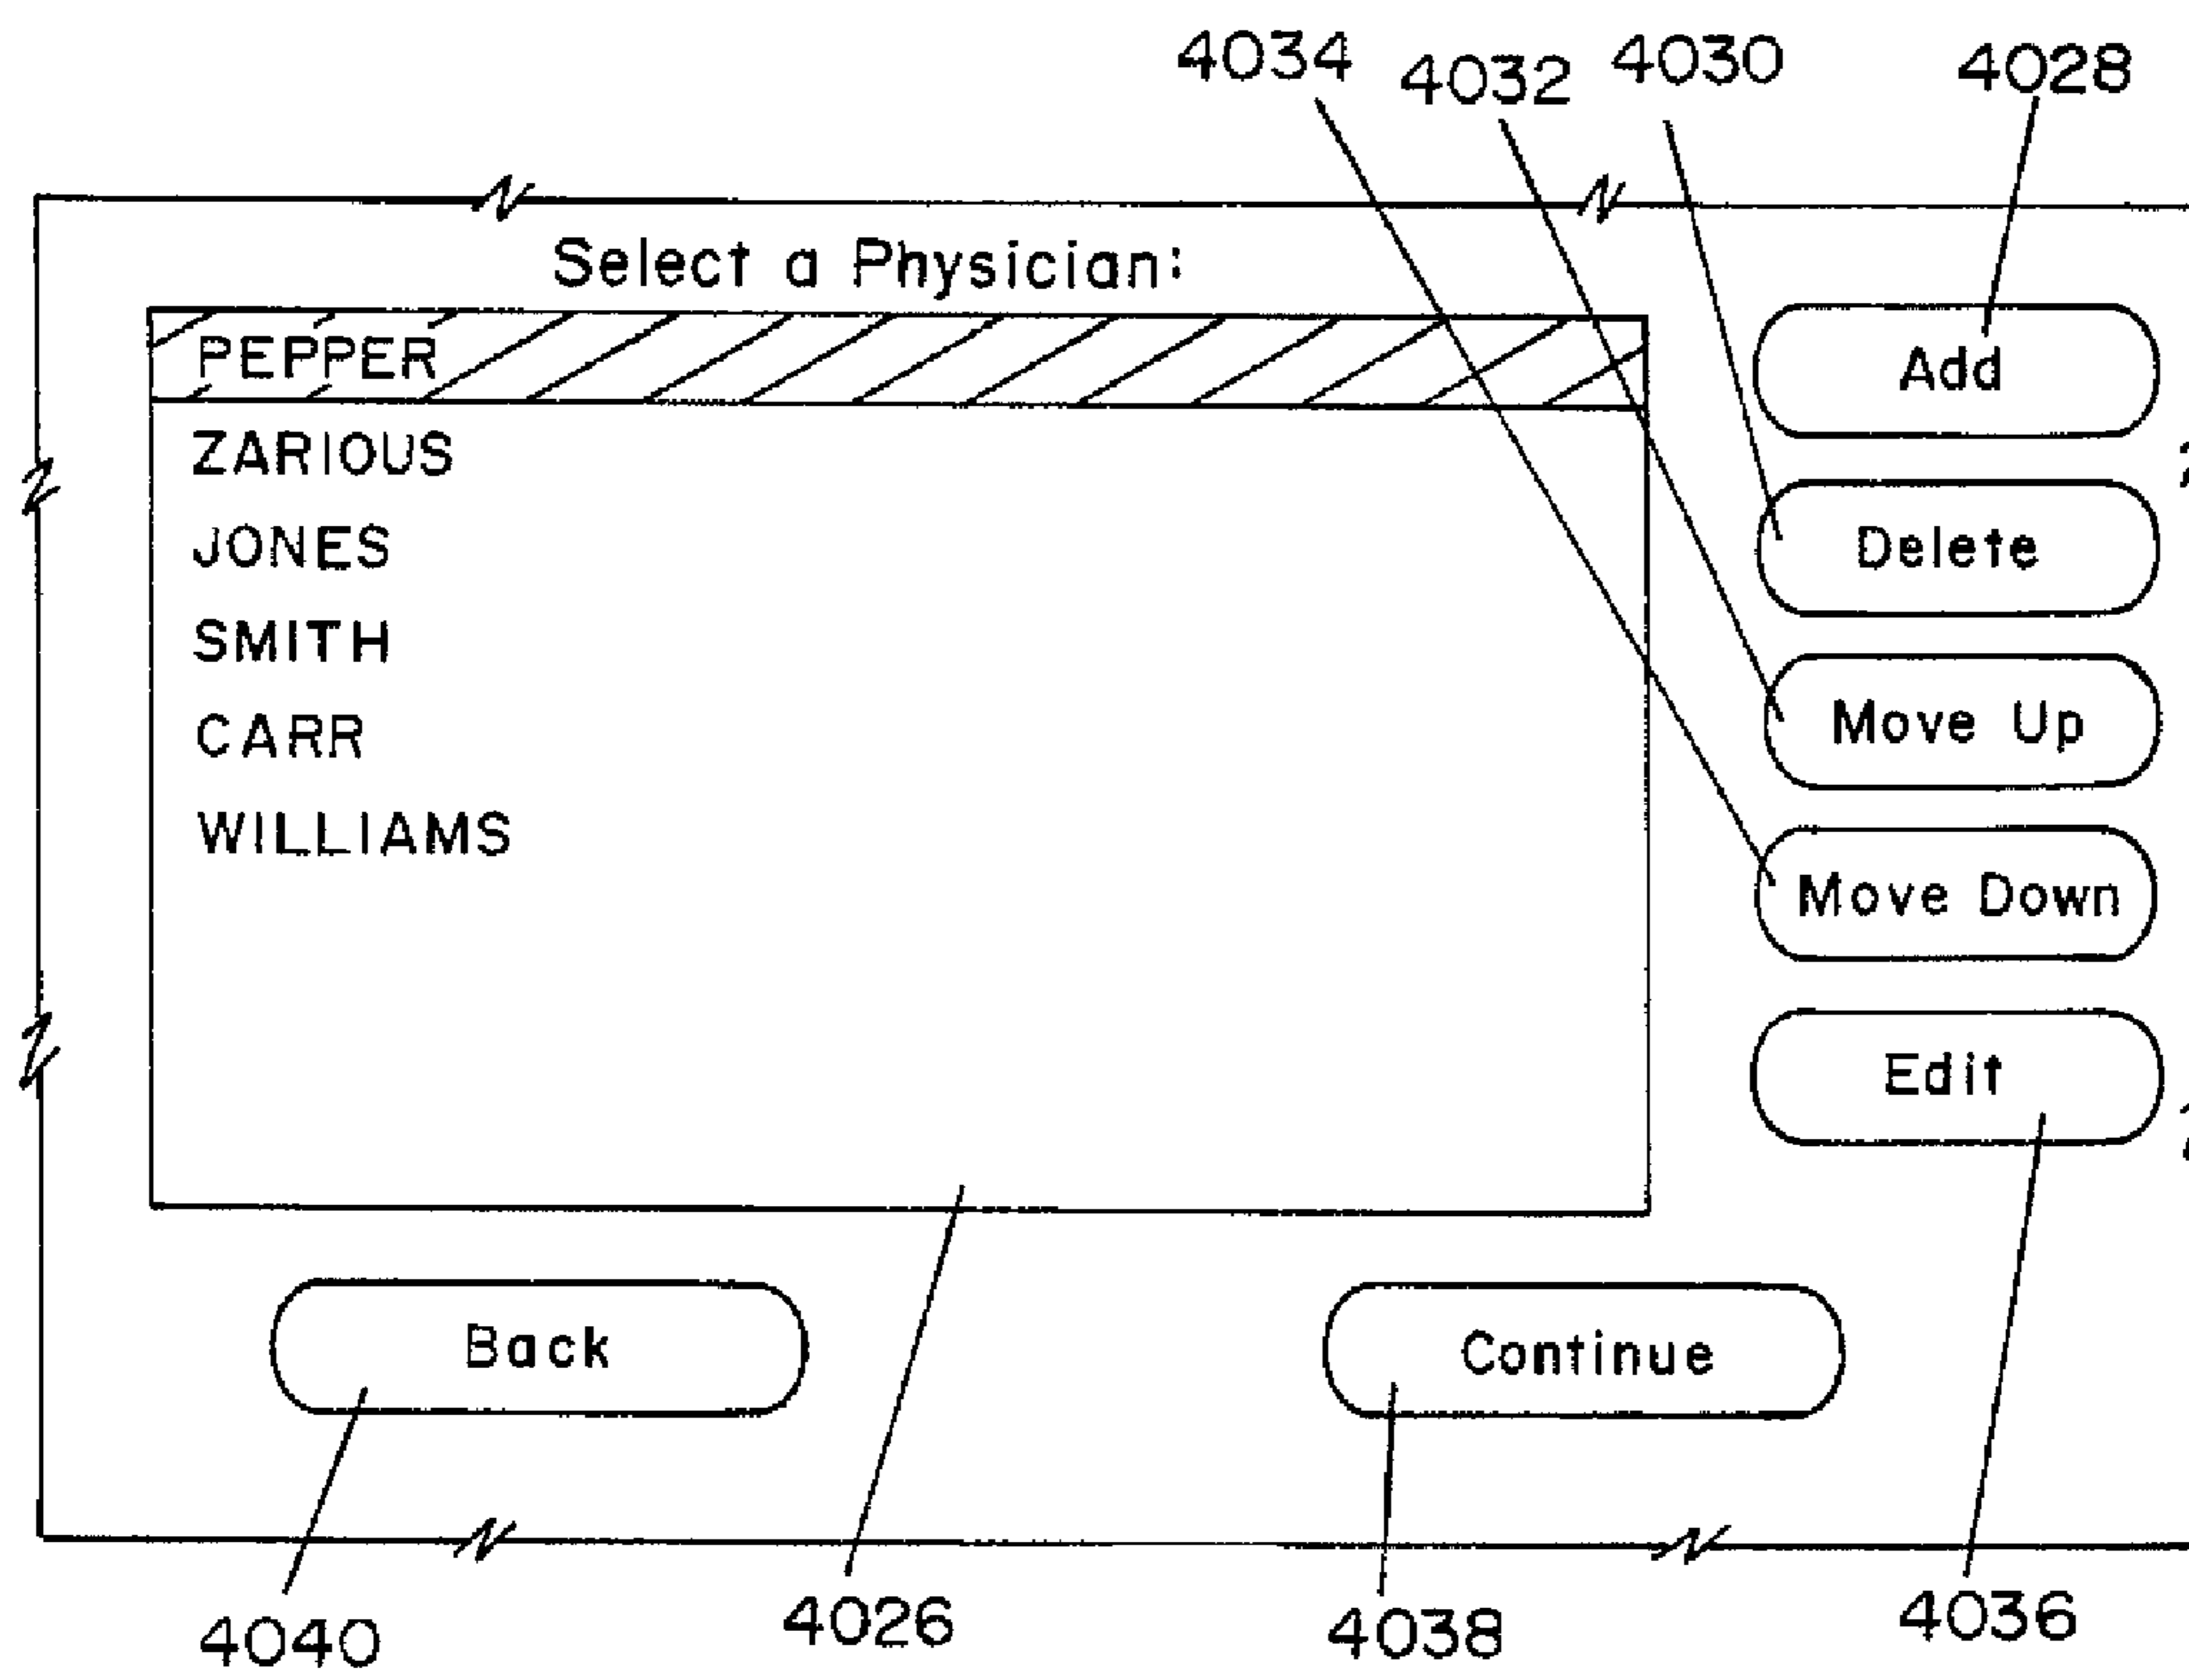 4034 4032 4030 4028
Select a Physician:
PEPPER
ZARIOUS
JONES
SMITH
CARR
WILLIAMS
Add
Delete
Move Up
Move Down
Edit
Back
Continue
4040 4026 4038 4036